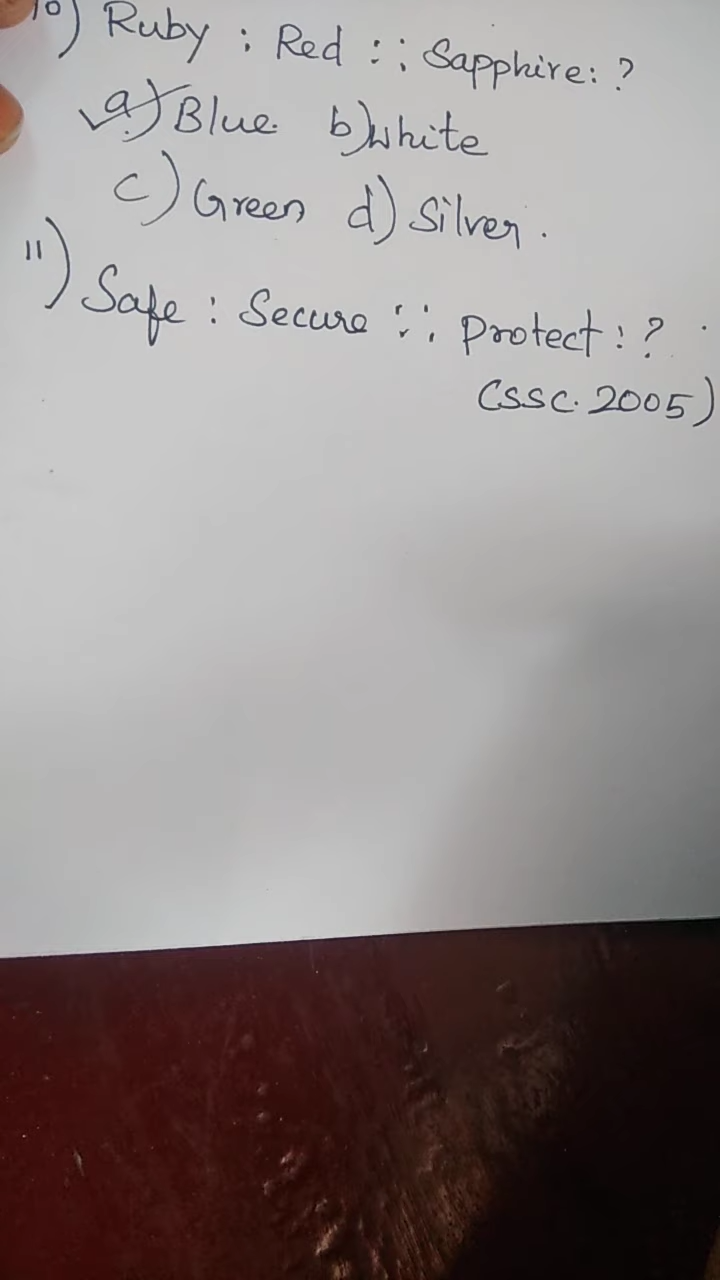 10) Ruby : Red :: Sapphire: ?
a) Blue b) white
c) Green d) Silver.
11) Safe : Secure :: Protect: ?
(SSC. 2005)